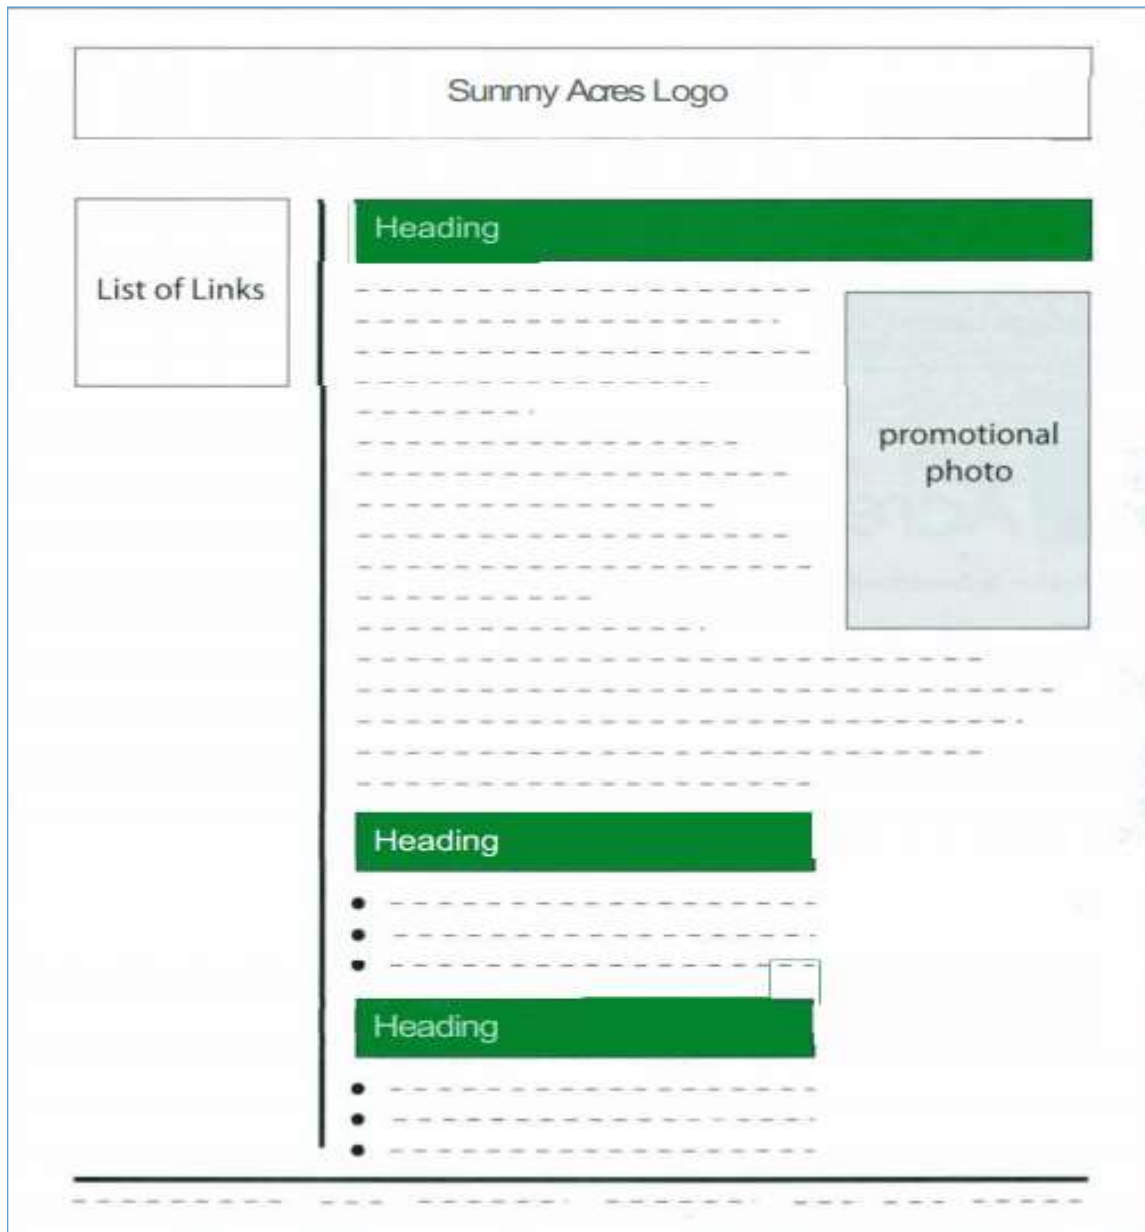 Sunnny Acres Logo
List of Links
Heading
promotional
photo
Heading
Heading